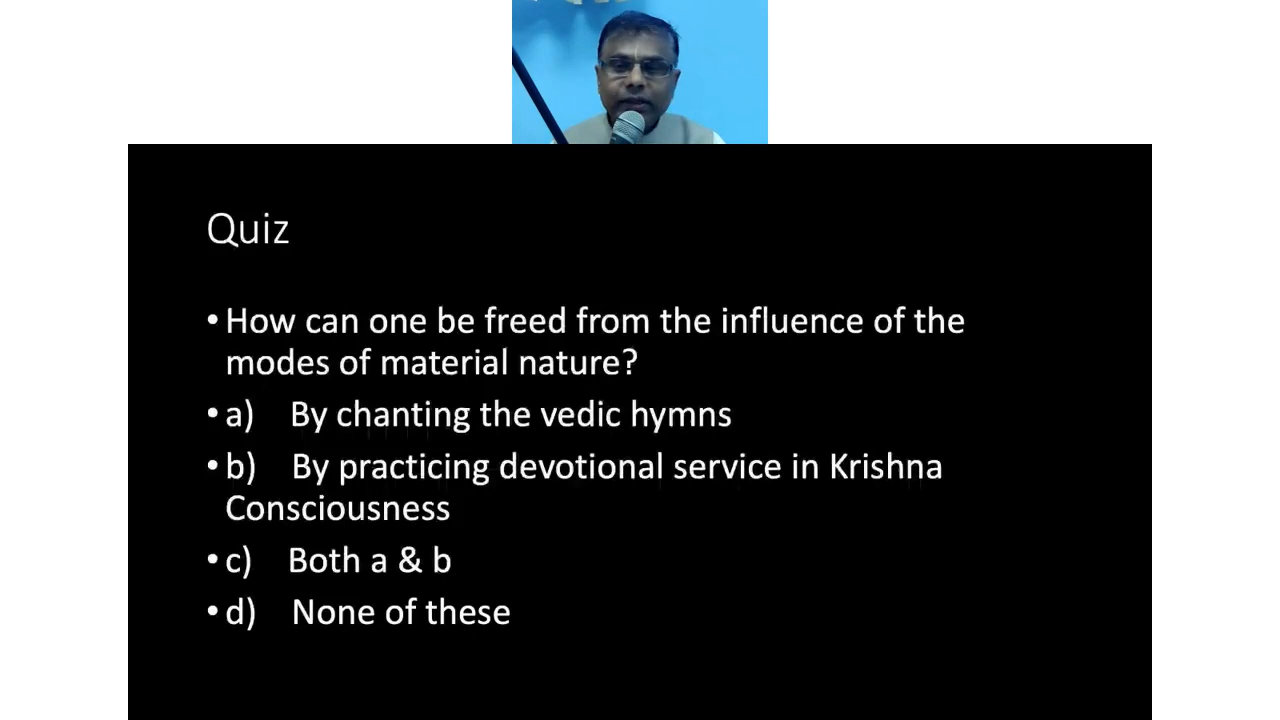 Quiz
• How can one be freed from the influence of the
modes of material nature?
• a) By chanting the vedic hymns
• b) By practicing devotional service in Krishna
Consciousness
• c) Both a & b
• d) None of these